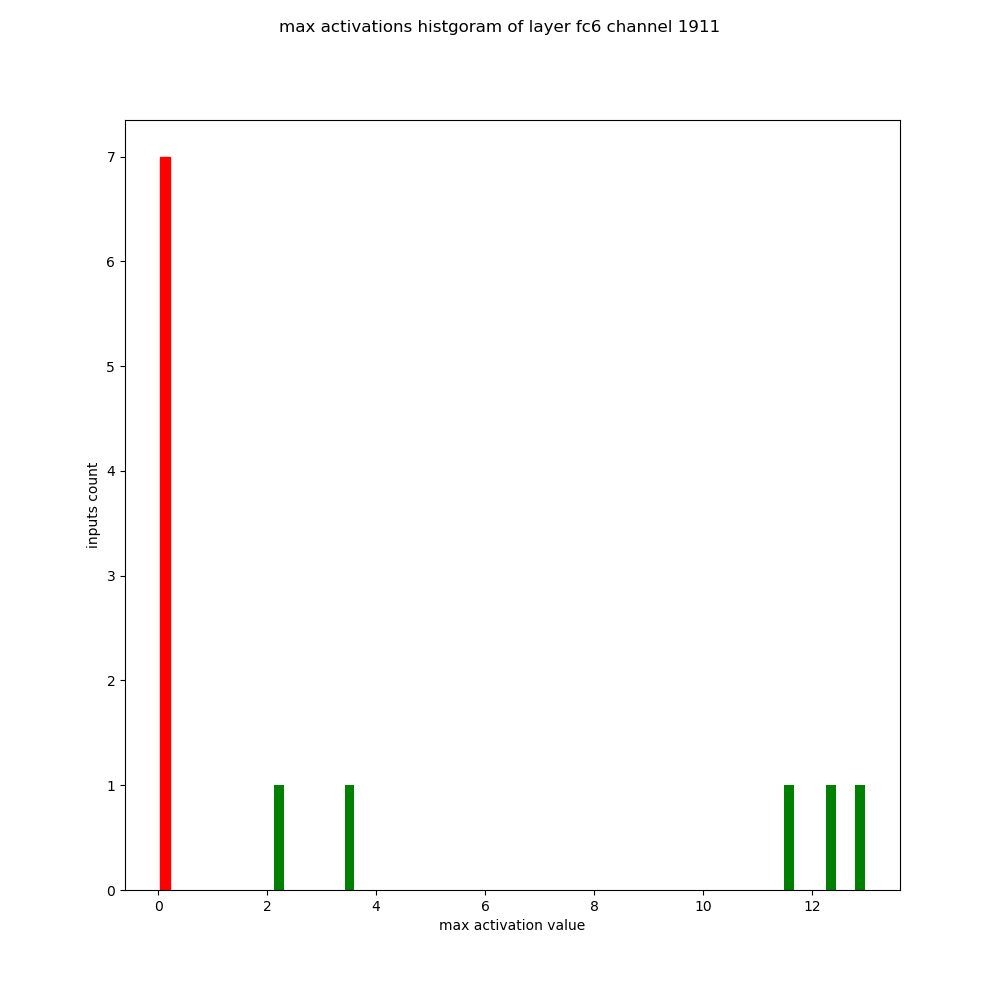 max activations histgoram of layer fc6 channel 1911
7
6
5
4
3
2
1
0
inputs count
0 2 4 6 8 10 12
max activation value